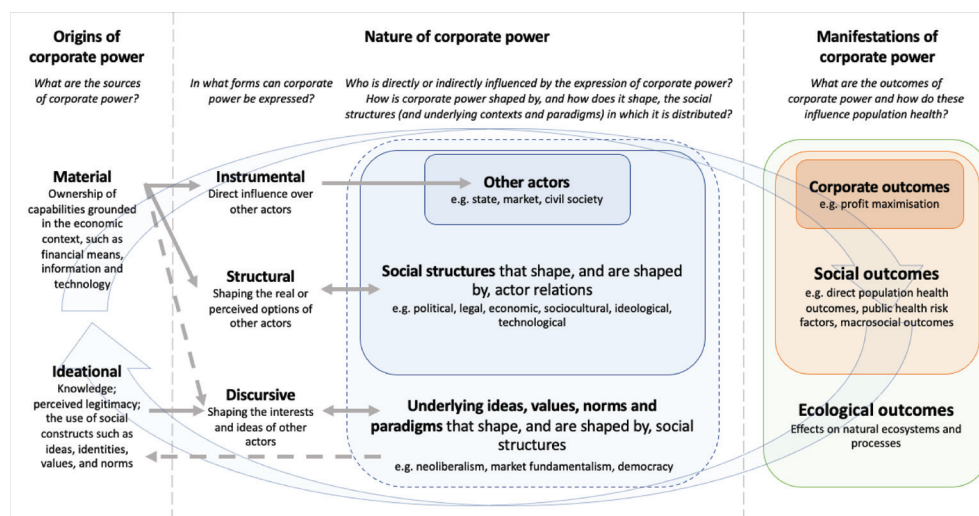 Origins of
corporate power
What are the sources
of corporate power?
Nature of corporate power
In what forms can corporate
power be expressed?
Who is directly or indirectly influenced by the expression of corporate power?
How is corporate power shaped by, and how does it shape, the social
structures (and underlying contexts and paradigms) in which it is distributed?
Manifestations of
corporate power
What are the outcomes of
corporate power and how do these
influence population health?
Material
Ownership of
capabilities grounded
in the economic
context, such as
financial means,
information and
technology
Ideational
Knowledge;
perceived legitimacy;
the use of social
constructs such as
ideas, identities,
values, and norms
Instrumental
Direct influence over
other actors
Structural
Shaping the real or
perceived options of
other actors
Discursive
Shaping the interests
and ideas of other
actors
Other actors
e.g. state, market, civil society
Social structures that shape, and are shaped
by, actor relations
e.g. political, legal, economic, sociocultural, ideological,
technological
Underlying ideas, values, norms and
paradigms that shape, and are shaped by, social
structures
e.g. neoliberalism, market fundamentalism, democracy
Corporate outcomes
e.g. profit maximisation
Social outcomes
e.g. direct population health
outcomes, public health risk
factors, macrosocial outcomes
Ecological outcomes
Effects on natural ecosystems and
processes